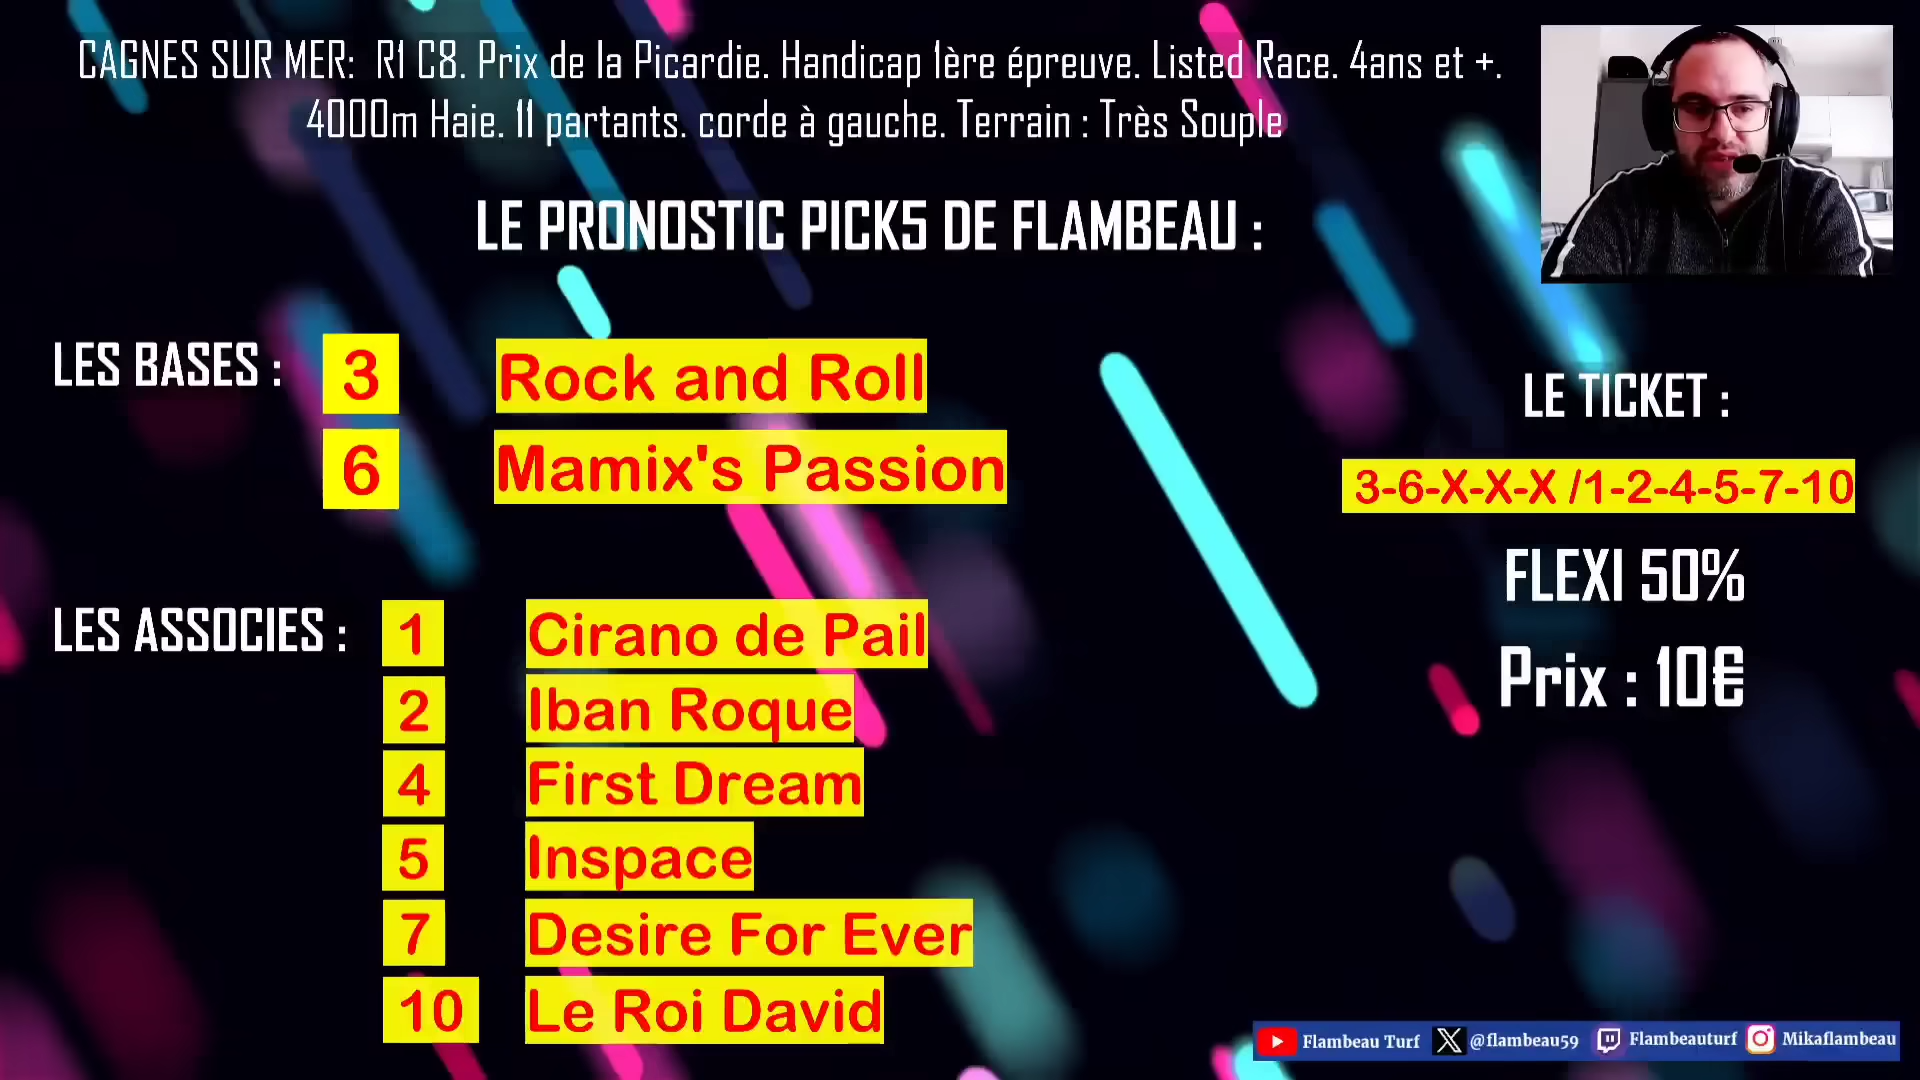 CAGNES SUR MER: R1 C8. Prix de la Picardie. Handicap 1ère épreuve. Listed Race. 4ans et +.
4000m Haie. 11 partants. corde à gauche. Terrain : Très Souple
LE PRONOSTIC PICK5 DE FLAMBEAU :
LES BASES :
3 Rock and Roll
6 Mamix's Passion
LES ASSOCIES :
1 Cirano de Pail
2 Iban Roque
4 First Dream
5 Inspace
7 Desire For Ever
10 Le Roi David
LE TICKET :
3-6-X-X-X /1-2-4-5-7-10
FLEXI 50%
Prix : 10€
Flambeau Turf @flambeau59 Flambeauturf Mikaflambeau